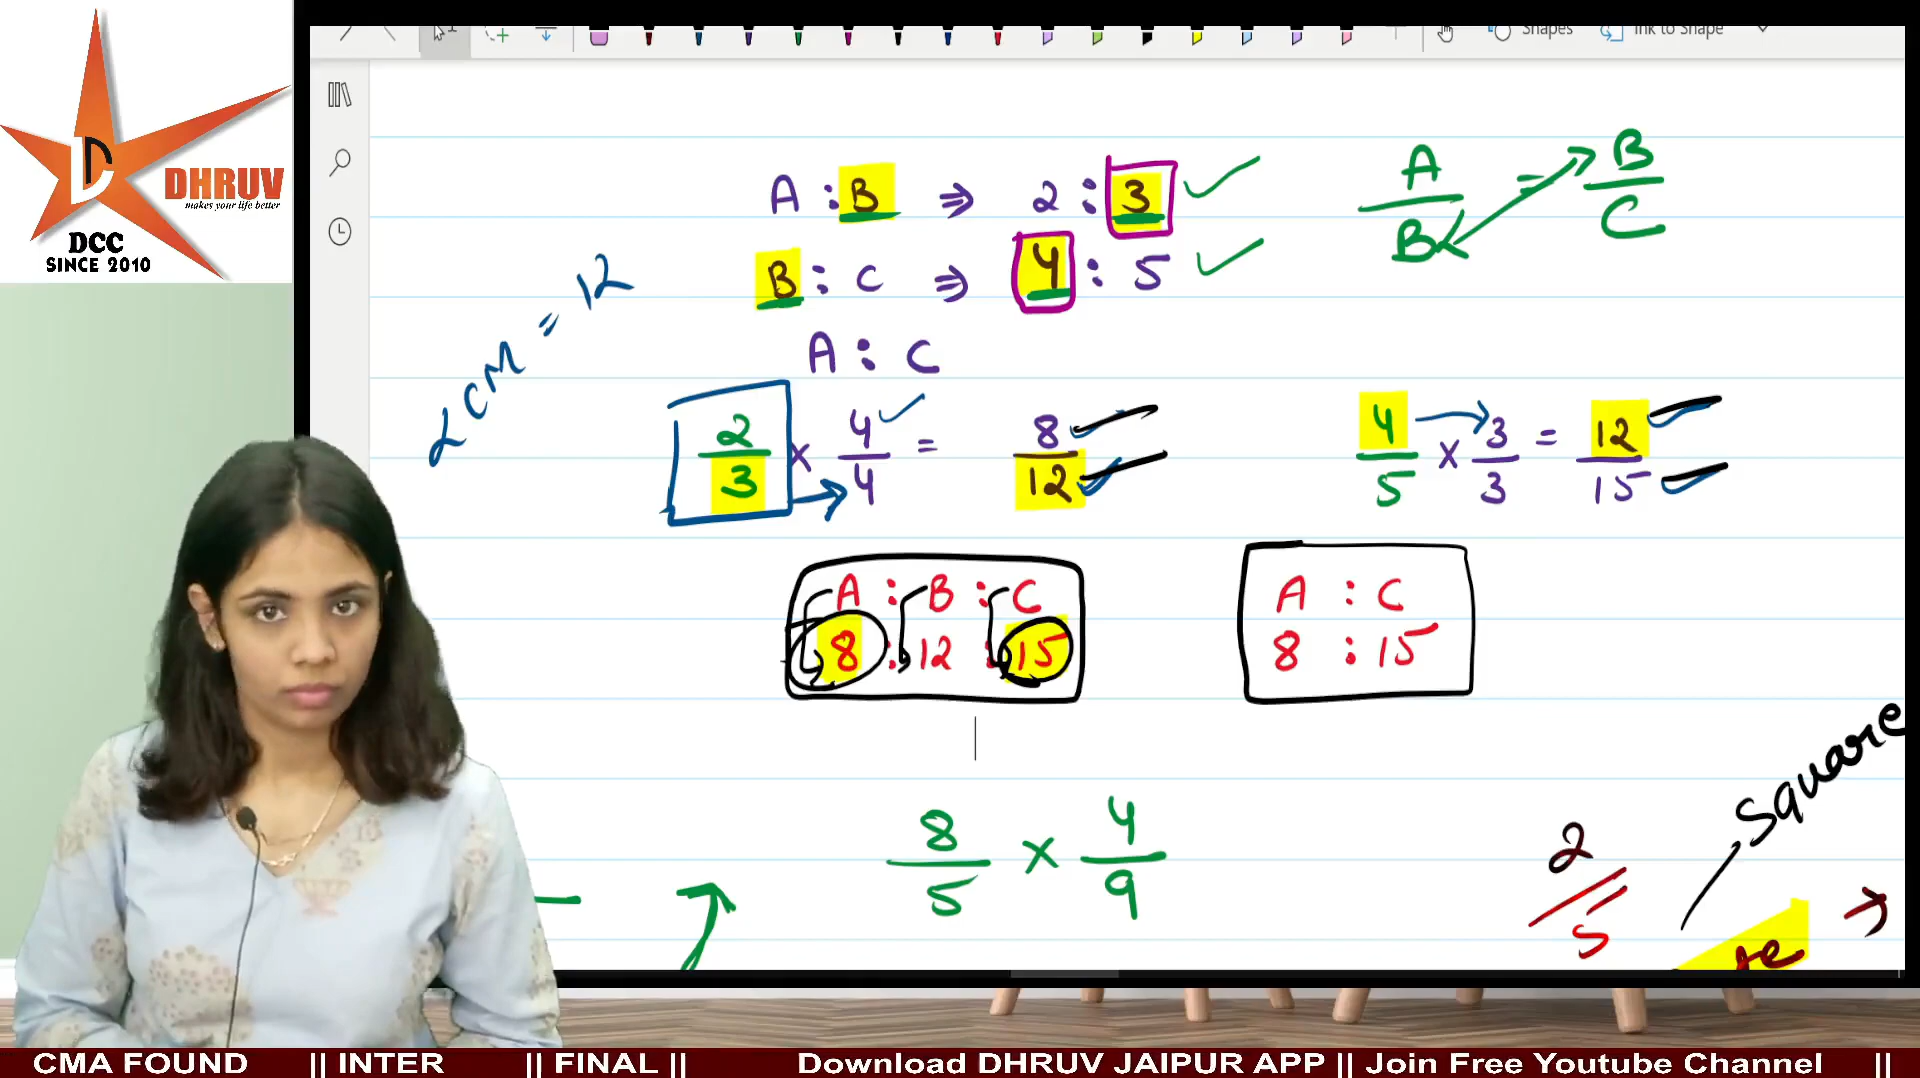 Shapes Ink to Shape
DHRUV
makes your life better
DCC
SINCE 2010
A : B ⇒ 2 : 3
B : C ⇒ 4 : 5
A : C
A/B = B/C
LCM = 12
2/3 × 4/4 = 8/12
4/5 × 3/3 = 12/15
A : B : C
8 : 12 : 15
A : C
8 : 15
8/5 × 4/9
2/5
Square
CMA FOUND || INTER || FINAL || Download DHRUV JAIPUR APP || Join Free Youtube Channel ||